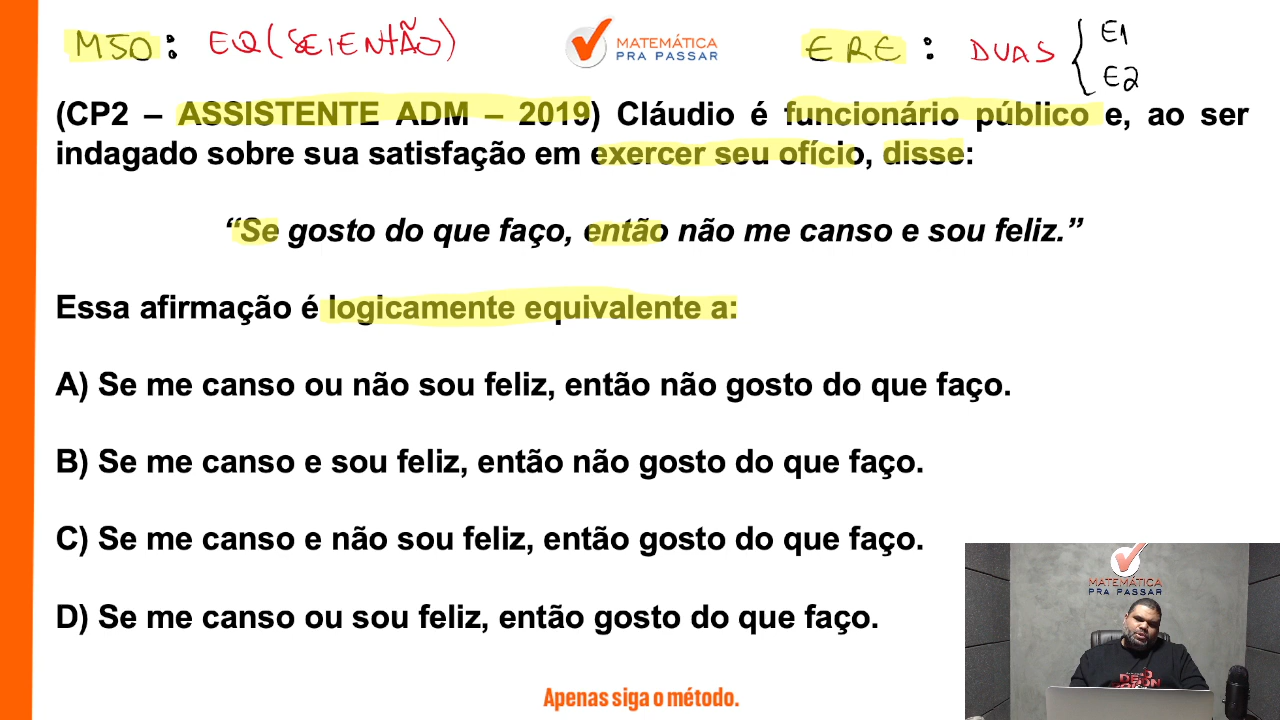 MSO: EQ(SE|ENTÃO)
MATEMÁTICA
PRA PASSAR
ERE: DUAS { E1
E2
(CP2 – ASSISTENTE ADM – 2019) Cláudio é funcionário público e, ao ser
indagado sobre sua satisfação em exercer seu ofício, disse:
“Se gosto do que faço, então não me canso e sou feliz.”
Essa afirmação é logicamente equivalente a:
A) Se me canso ou não sou feliz, então não gosto do que faço.
B) Se me canso e sou feliz, então não gosto do que faço.
C) Se me canso e não sou feliz, então gosto do que faço.
D) Se me canso ou sou feliz, então gosto do que faço.
MATEMÁTICA
PRA PASSAR
Apenas siga o método.